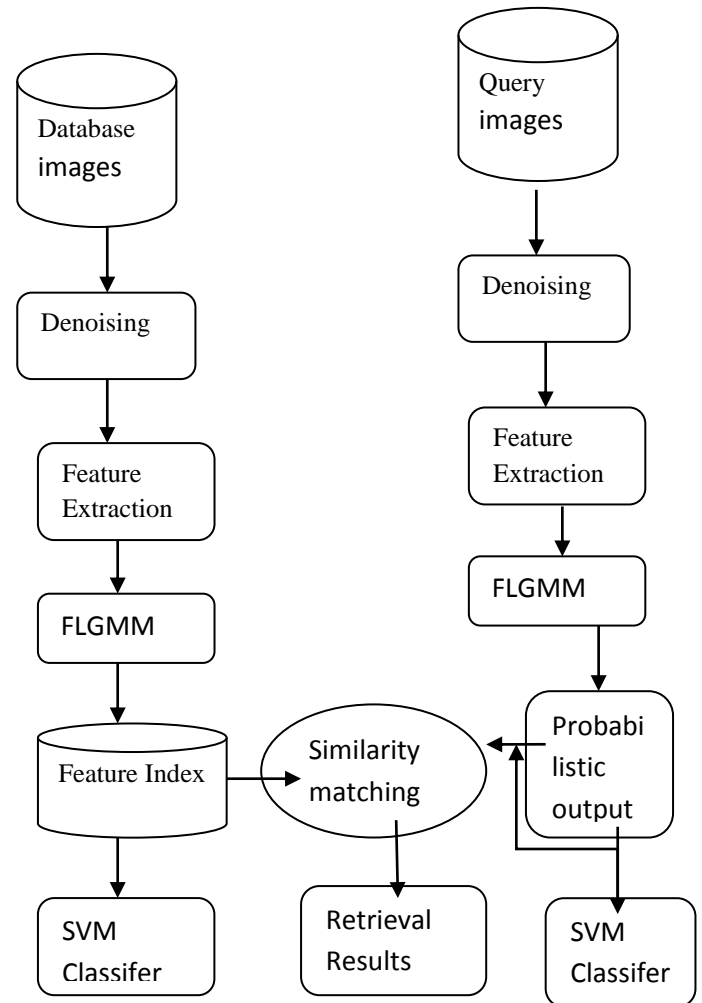 Database
images
Denoising
Feature
Extraction
FLGMM
Feature Index
SVM
Classifer
Similarity
matching
Retrieval
Results
Query
images
Denoising
Feature
Extraction
FLGMM
Probabi
listic
output
SVM
Classifer